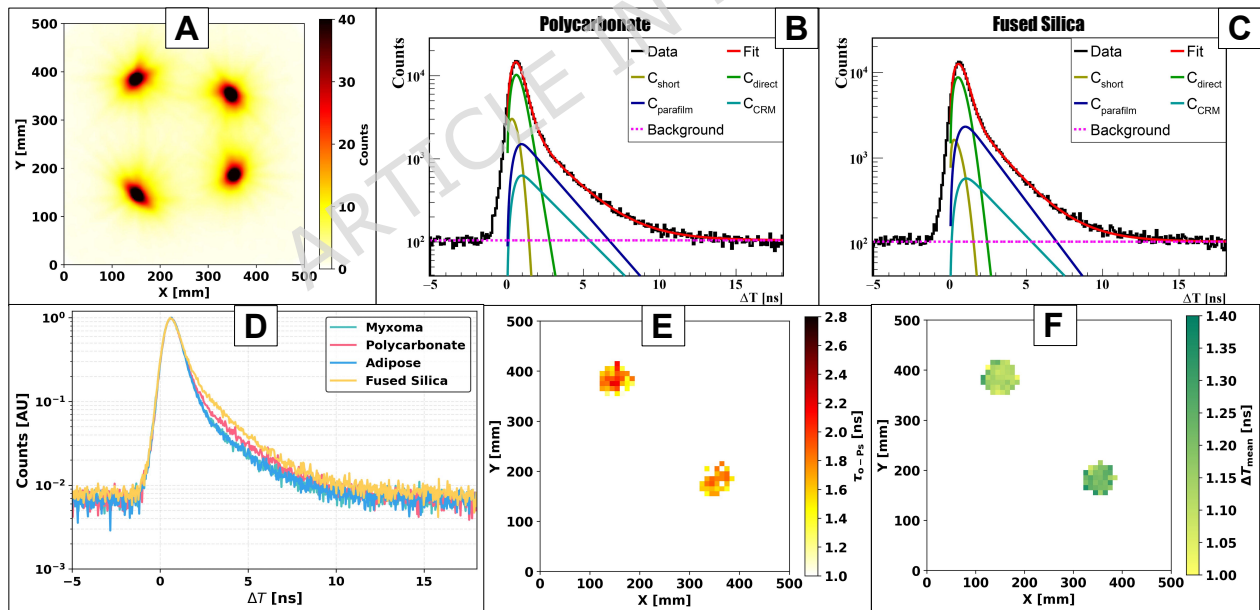 A
500
400
300
200
100
0
Y [mm]
0 100 200 300 400 500
X [mm]
40
30
20
10
0
Counts
Polycarbonate
B
Counts
10⁴
10³
10²
Data
Fit
C_short
C_direct
C_parafilm
C_CRM
Background
-5 0 5 10 15
ΔT [ns]
Fused Silica
C
Counts
10⁴
10³
10²
Data
Fit
C_short
C_direct
C_parafilm
C_CRM
Background
-5 0 5 10 15
ΔT [ns]
ARTICLE IN
D
10⁰
10⁻¹
10⁻²
10⁻³
Counts [AU]
Myxoma
Polycarbonate
Adipose
Fused Silica
−5 0 5 10 15
ΔT [ns]
E
500
400
300
200
100
0
Y [mm]
0 100 200 300 400 500
X [mm]
2.8
2.6
2.4
2.2
2.0
1.8
1.6
1.4
1.2
1.0
τ_o−Ps [ns]
F
500
400
300
200
100
0
Y [mm]
0 100 200 300 400 500
X [mm]
1.40
1.35
1.30
1.25
1.20
1.15
1.10
1.05
1.00
ΔT_mean [ns]